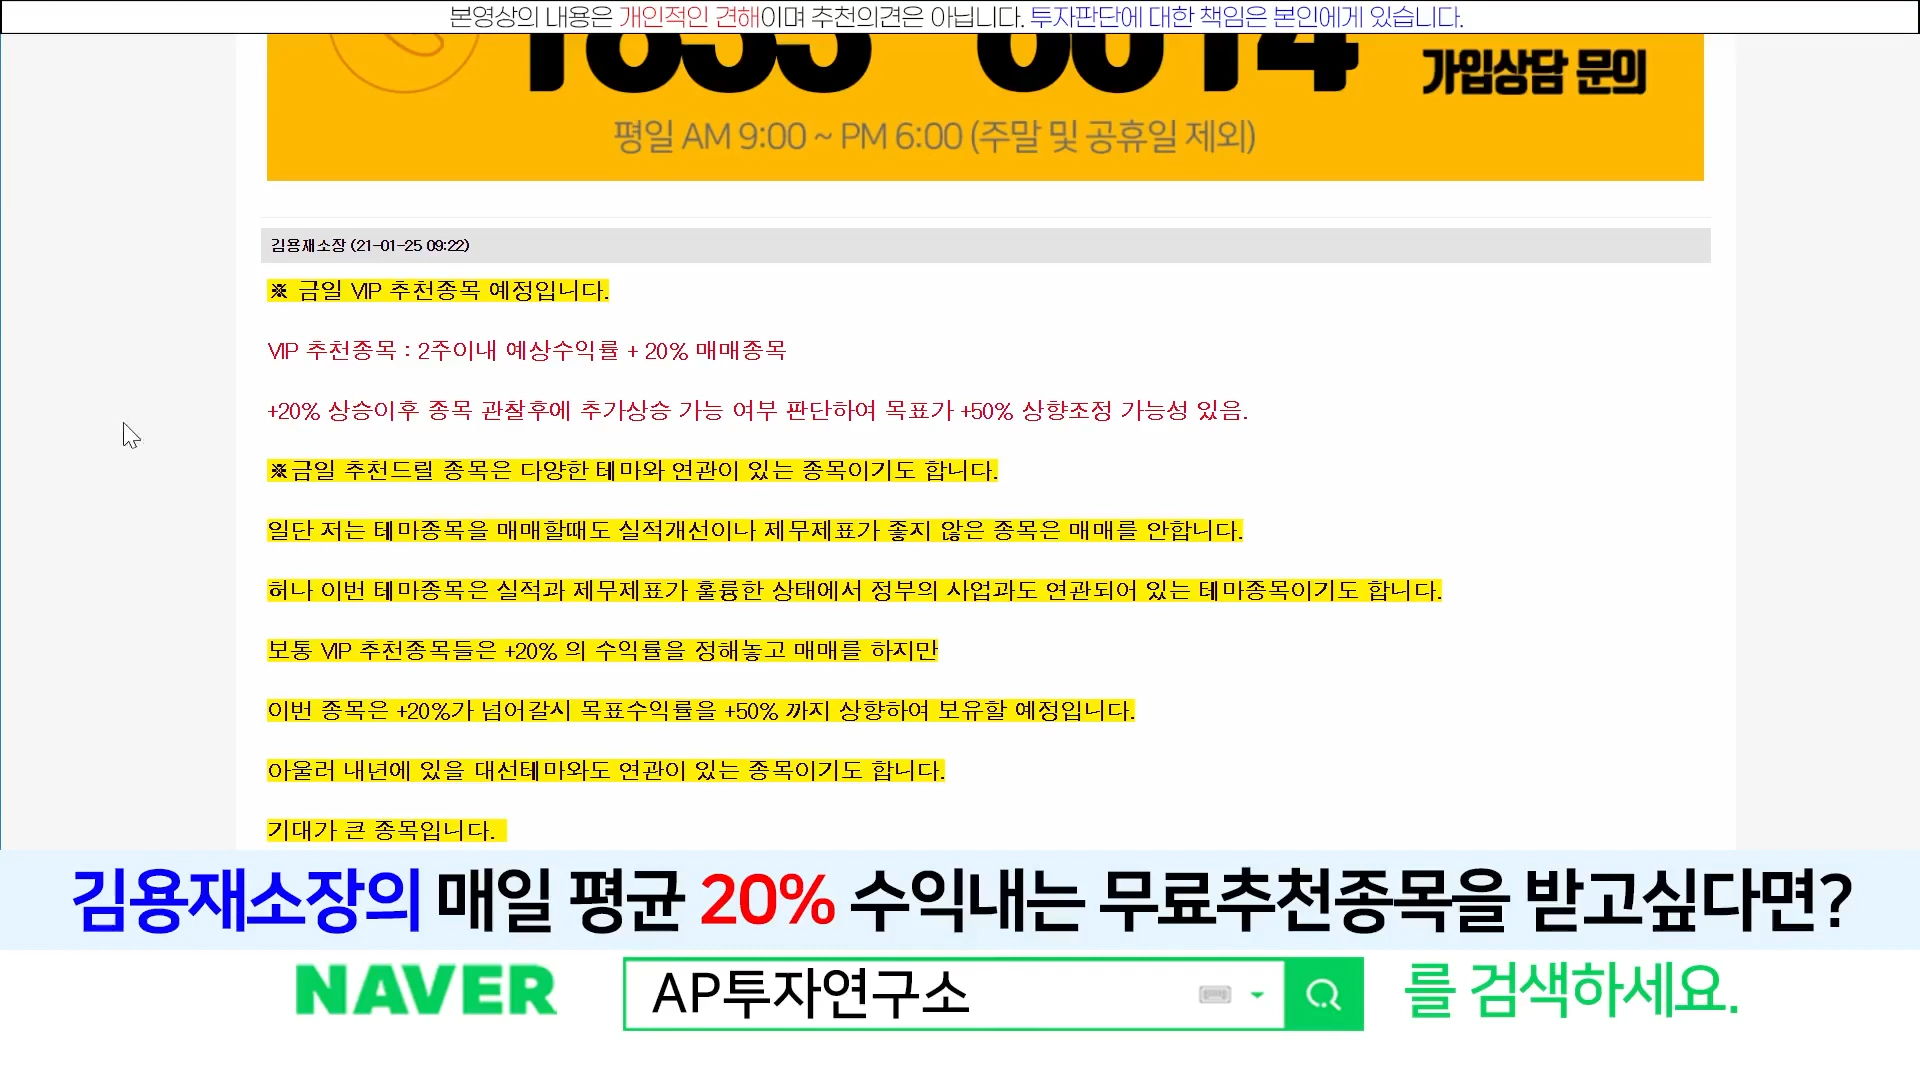 본영상의 내용은 개인적인 견해이며 추천의견은 아닙니다. 투자판단에 대한 책임은 본인에게 있습니다.
가입상담 문의
평일 AM 9:00 ~ PM 6:00 (주말 및 공휴일 제외)
김용재소장 (21-01-25 09:22)
※ 금일 VIP 추천종목 예정입니다.
VIP 추천종목 : 2주이내 예상수익률 + 20% 매매종목
+20% 상승이후 종목 관찰후에 추가상승 가능 여부 판단하여 목표가 +50% 상향조정 가능성 있음.
※금일 추천드릴 종목은 다양한 테마와 연관이 있는 종목이기도 합니다.
일단 저는 테마종목을 매매할때도 실적개선이나 제무제표가 좋지 않은 종목은 매매를 안합니다.
허나 이번 테마종목은 실적과 제무제표가 훌륭한 상태에서 정부의 사업과도 연관되어 있는 테마종목이기도 합니다.
보통 VIP 추천종목들은 +20% 의 수익률을 정해놓고 매매를 하지만
이번 종목은 +20%가 넘어갈시 목표수익률을 +50% 까지 상향하여 보유할 예정입니다.
아울러 내년에 있을 대선테마와도 연관이 있는 종목이기도 합니다.
기대가 큰 종목입니다.
김용재소장의 매일 평균 20% 수익내는 무료추천종목을 받고싶다면?
NAVER AP투자연구소 를 검색하세요.